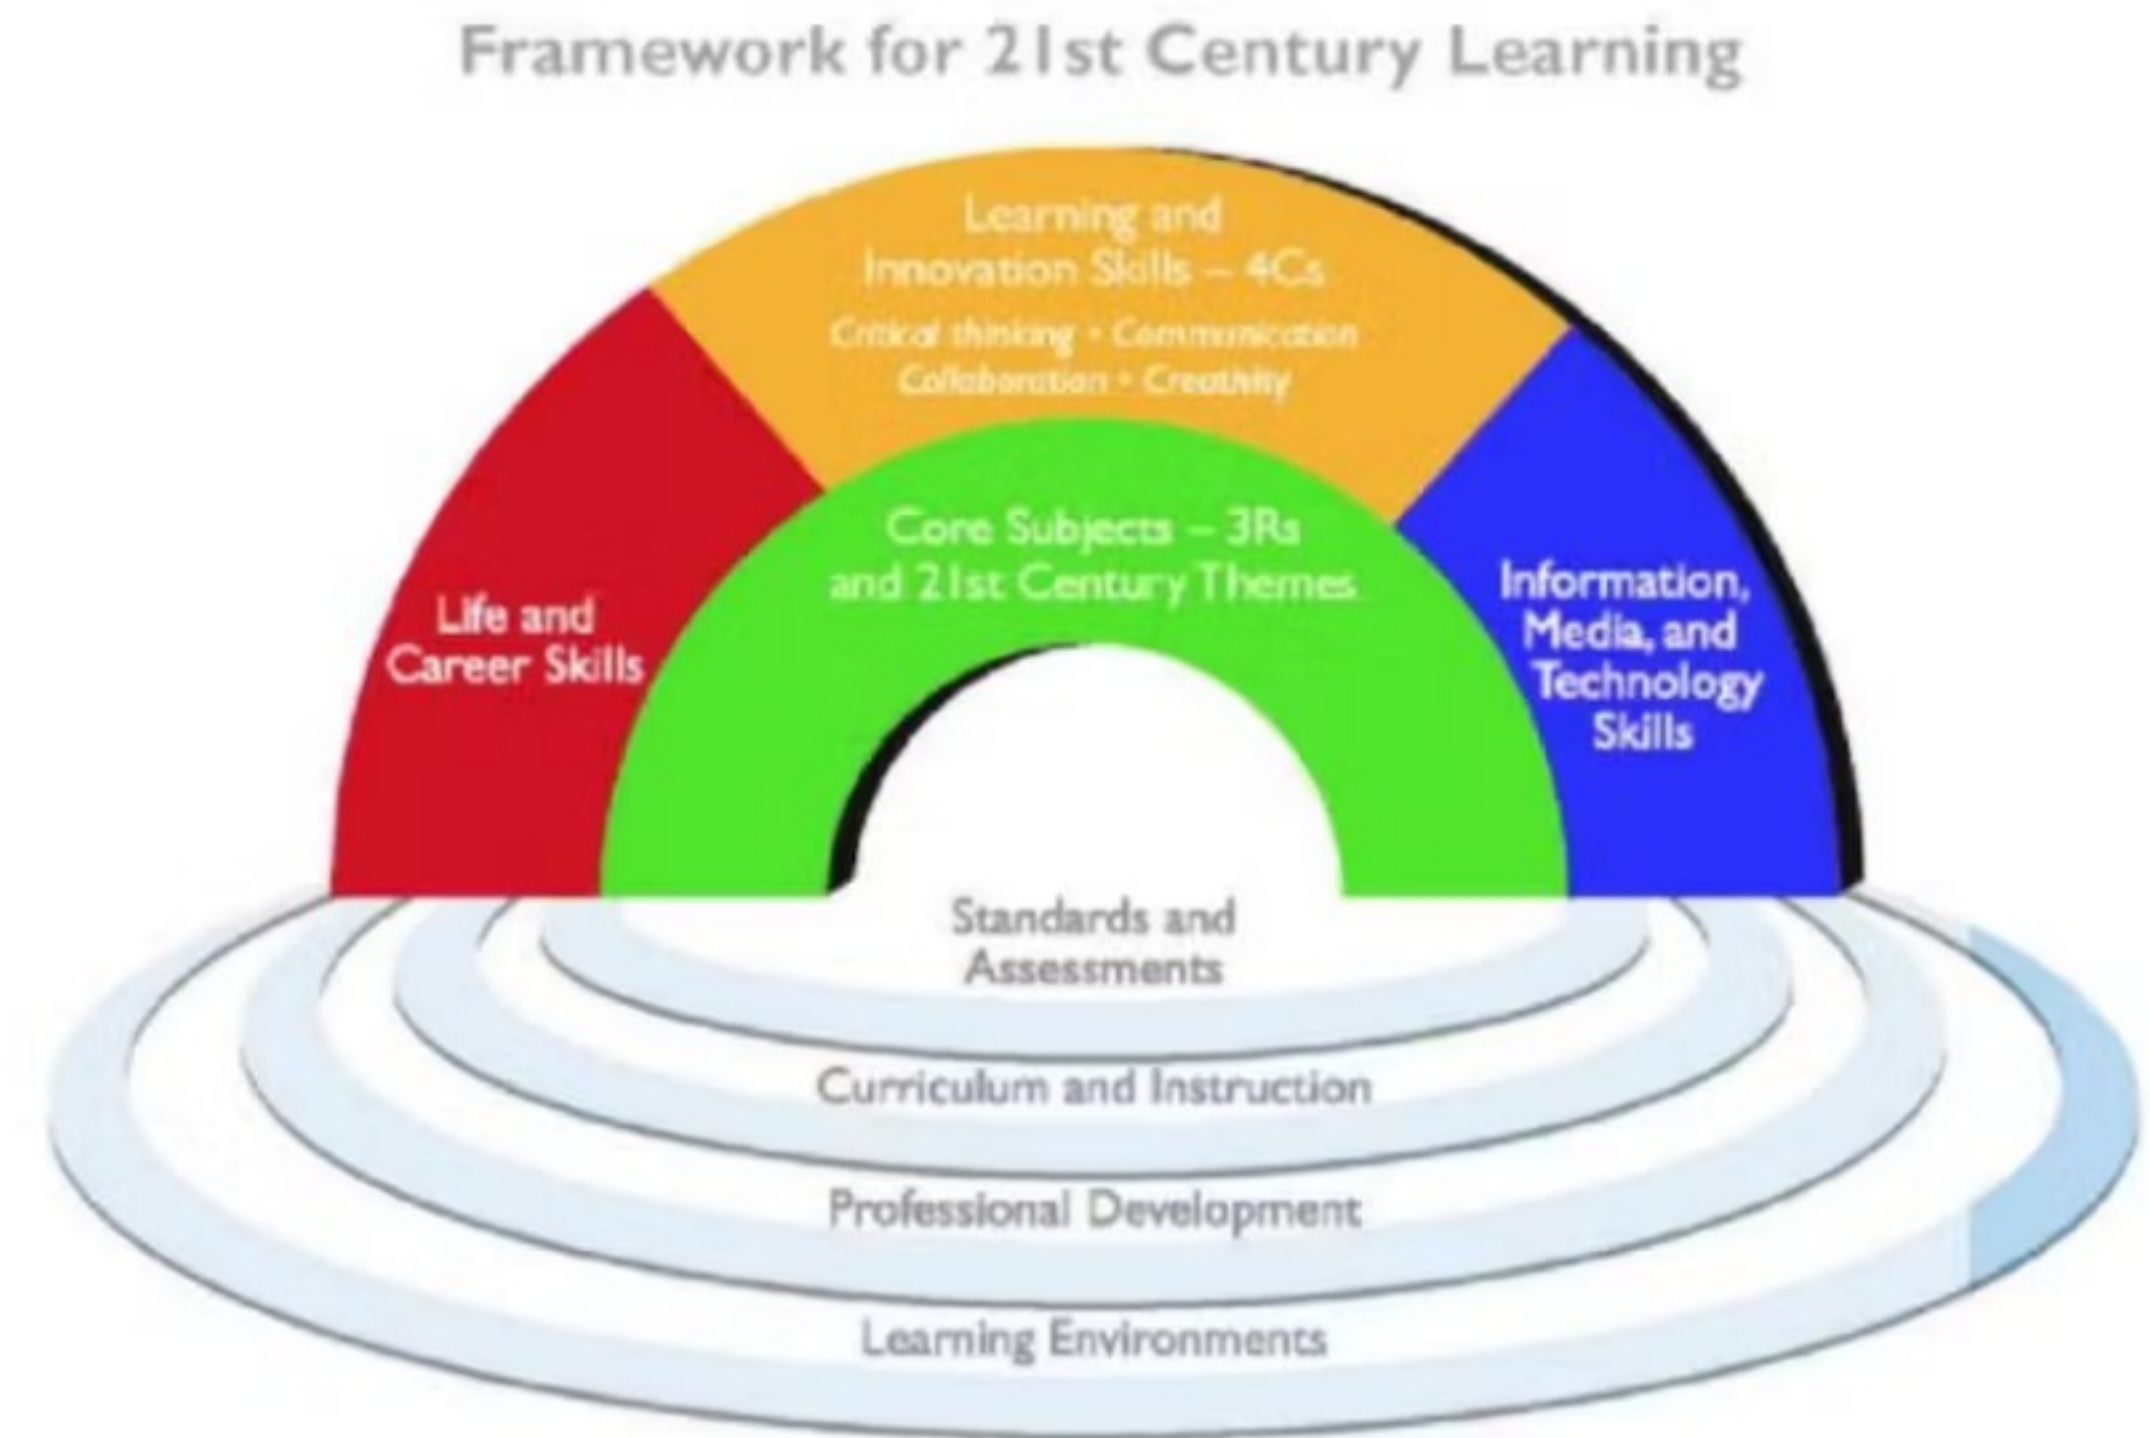 Framework for 21st Century Learning
Learning and
Innovation Skills – 4Cs
Critical thinking • Communication
Collaboration • Creativity
Core Subjects – 3Rs
and 21st Century Themes
Life and
Career Skills
Information,
Media, and
Technology
Skills
Standards and
Assessments
Curriculum and Instruction
Professional Development
Learning Environments